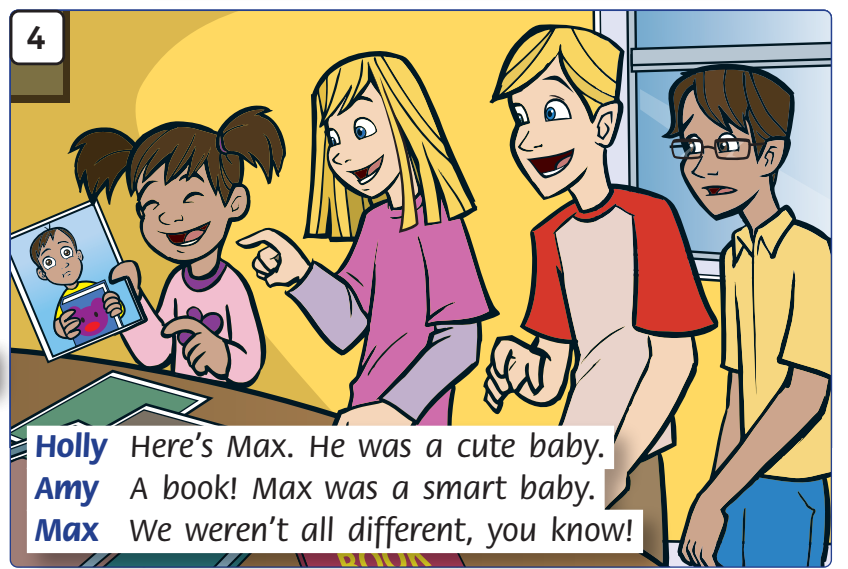 4
Holly Here's Max. He was a cute baby.
Amy A book! Max was a smart baby.
Max We weren't all different, you know!
BOOK